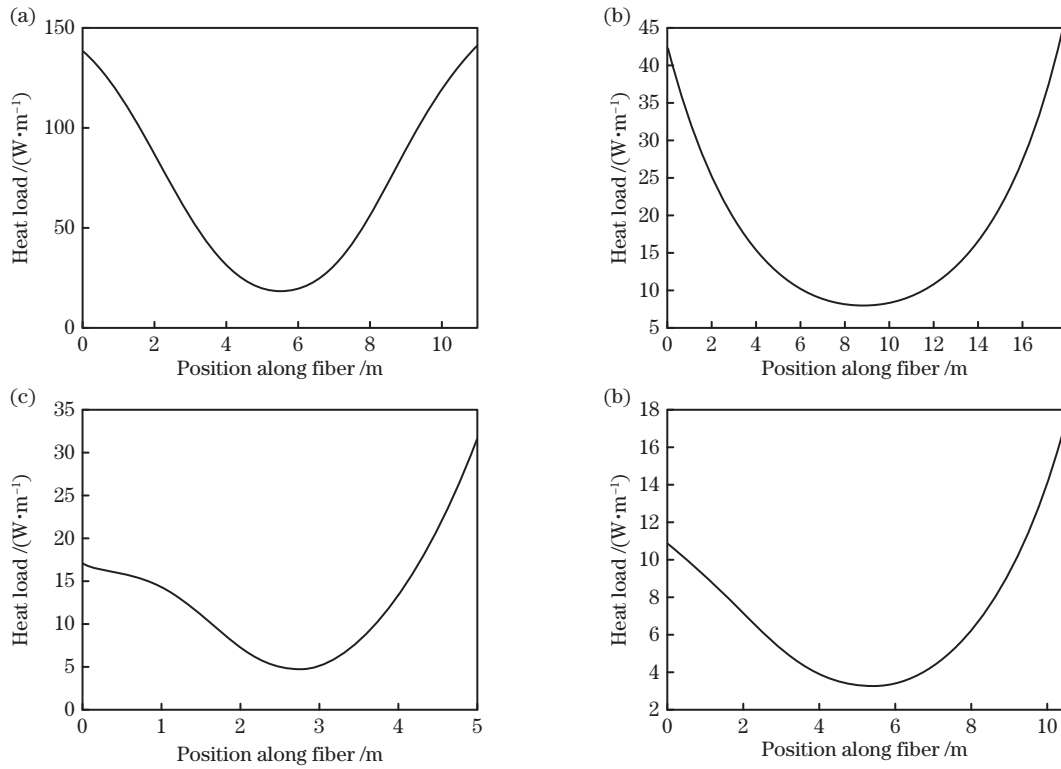 (a)
150
100
50
0
Heat load /(W·m⁻¹)
0 2 4 6 8 10
Position along fiber /m
(b)
45
40
35
30
25
20
15
10
5
Heat load /(W·m⁻¹)
0 2 4 6 8 10 12 14 16
Position along fiber /m
(c)
35
30
25
20
15
10
5
0
Heat load /(W·m⁻¹)
0 1 2 3 4 5
Position along fiber /m
(b)
18
16
14
12
10
8
6
4
2
Heat load /(W·m⁻¹)
0 2 4 6 8 10
Position along fiber /m